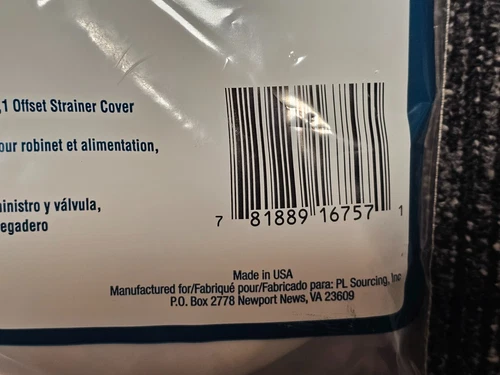 ,1 Offset Strainer Cover
our robinet et alimentation,
ministro y válvula,
egadero
7 81889 16757 1
Made in USA
Manufactured for/Fabriqué pour/Fabricado para: PL Sourcing, Inc
P.O. Box 2778 Newport News, VA 23609